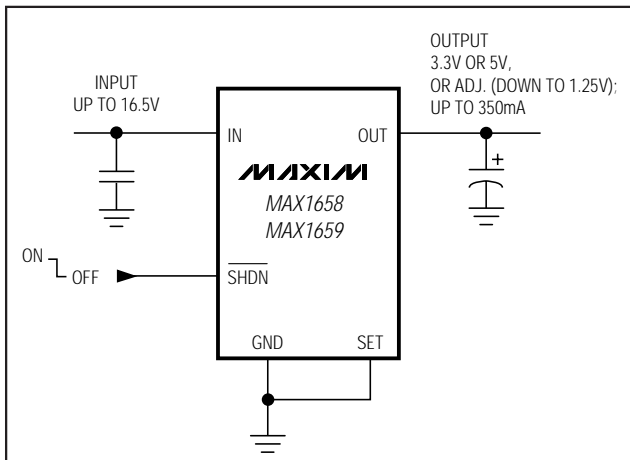 INPUT
UP TO 16.5V
OUTPUT
3.3V OR 5V,
OR ADJ. (DOWN TO 1.25V);
UP TO 350mA
IN
OUT
+
MAXIM
MAX1658
MAX1659
ON
OFF
SHDN
GND
SET